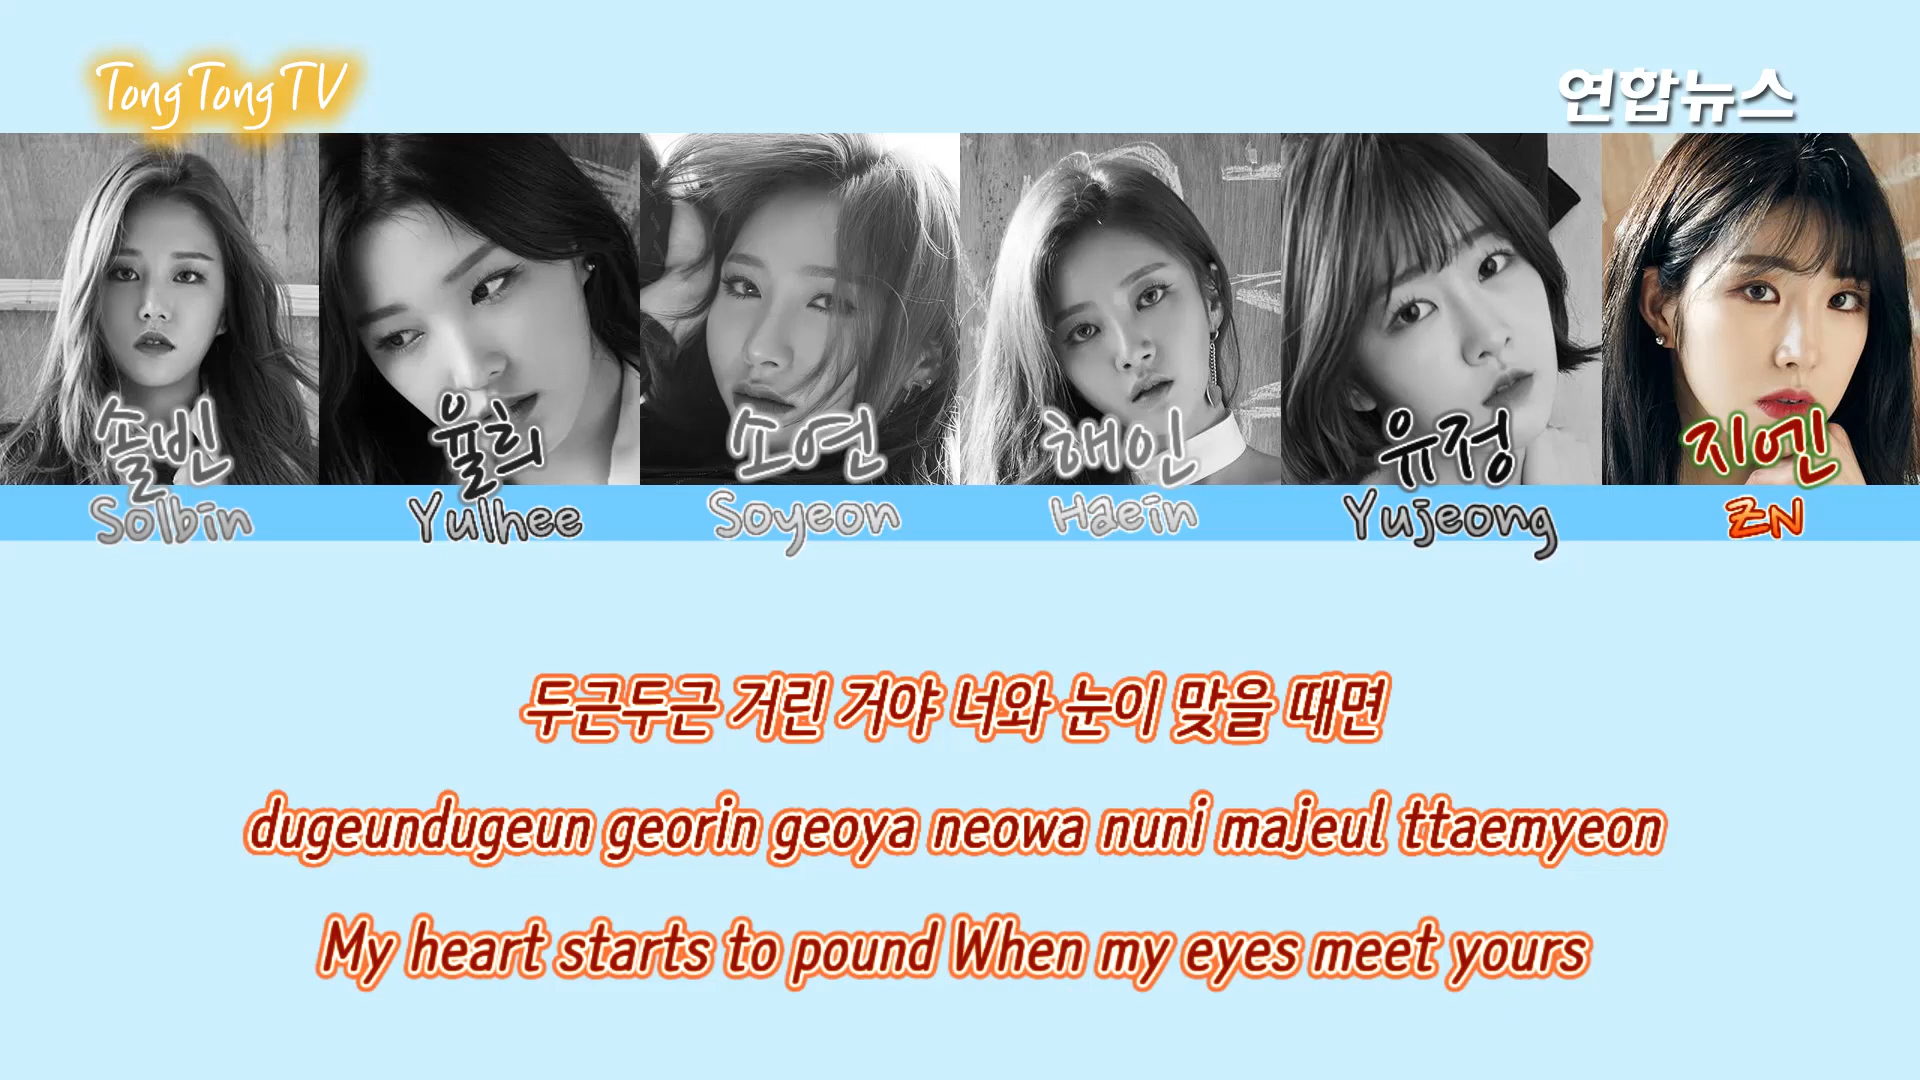 Tong Tong TV
연합뉴스
솔빈 율희 소연 해인 유정 지엔
Solbin Yulhee Soyeon Haein Yujeong ZN
두근두근 거린 거야 너와 눈이 맞을 때면
dugeundugeun georin geoya neowa nuni majeul ttaemyeon
My heart starts to pound When my eyes meet yours